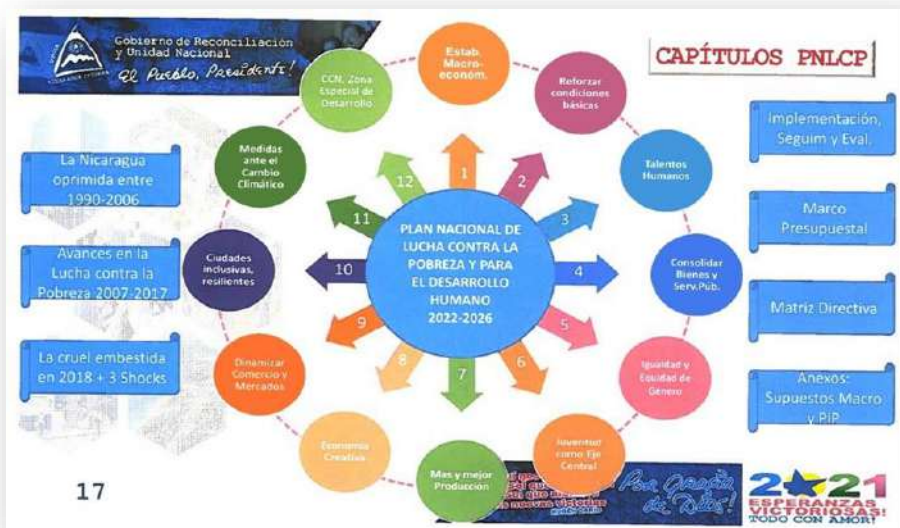 Gobierno de Reconciliación
y Unidad Nacional
El Pueblo, Presidente!
CAPÍTULOS PNLCP
La Nicaragua
oprimida entre
1990-2006
Avances en la
Lucha contra la
Pobreza 2007-2017
La cruel embestida
en 2018 + 3 Shocks
Estab.
Macro-
económ.
Reforzar
condiciones
básicas
Talentos
Humanos
Consolidar
Bienes y
Serv.Púb.
Igualdad y
Equidad de
Género
Juventud
como Eje
Central
Mas y mejor
Producción
Economía
Creativa
Dinamizar
Comercio y
Mercados
Ciudades
inclusivas,
resilientes
Medidas
ante el
Cambio
Climático
CCN, Zona
Especial de
Desarrollo
1
2
3
4
5
6
7
8
9
10
11
12
PLAN NACIONAL DE
LUCHA CONTRA LA
POBREZA Y PARA
EL DESARROLLO
HUMANO
2022-2026
Implementación,
Seguim y Eval.
Marco
Presupuestal
Matriz Directiva
Anexos:
Supuestos Macro
y PIP
17
Por Gracia
de Dios!
2021
ESPERANZAS
VICTORIOSAS!
TODO CON AMOR!